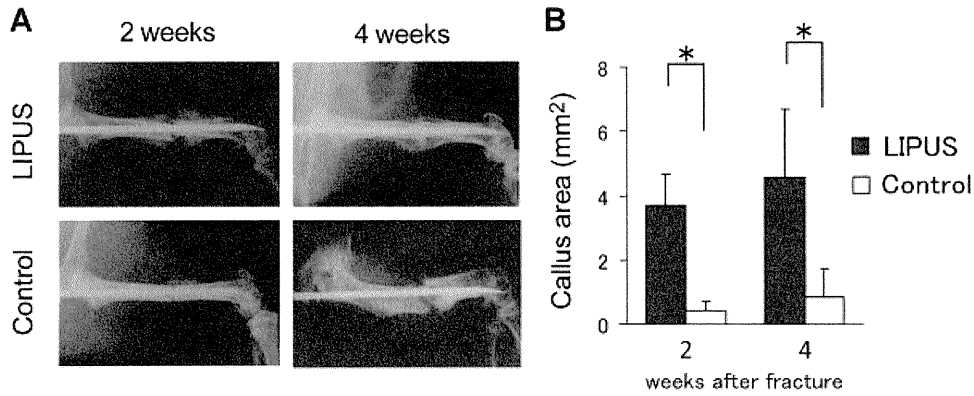 A
2 weeks
4 weeks
LIPUS
Control
B
*
*
Callus area (mm²)
8
6
4
2
0
LIPUS
Control
2
4
weeks after fracture